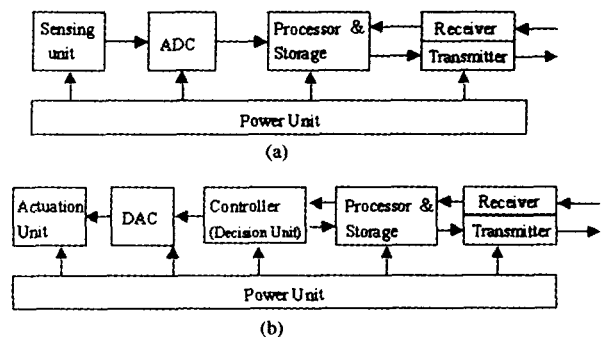 Sensing
unit
ADC
Processor &
Storage
Receiver
Transmitter
Power Unit
(a)
Actuation
Unit
DAC
Controller
(Decision Unit)
Processor &
Storage
Receiver
Transmitter
Power Unit
(b)